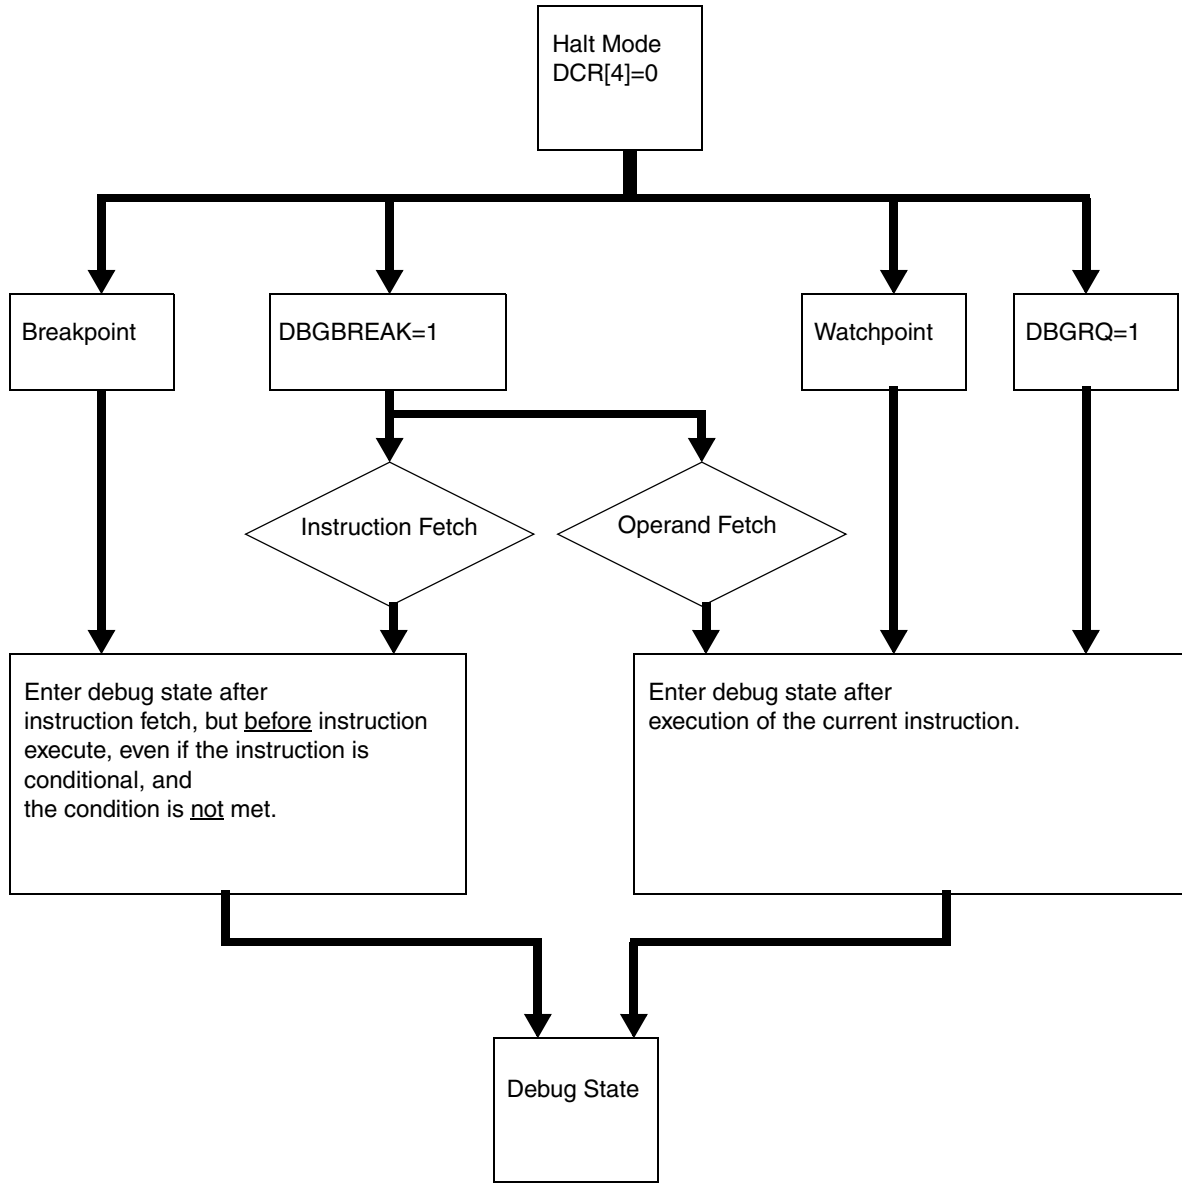 Halt Mode
DCR[4]=0
Breakpoint
DBGBREAK=1
Watchpoint
DBGRQ=1
Instruction Fetch
Operand Fetch
Enter debug state after
instruction fetch, but before instruction
execute, even if the instruction is
conditional, and
the condition is not met.
Enter debug state after
execution of the current instruction.
Debug State